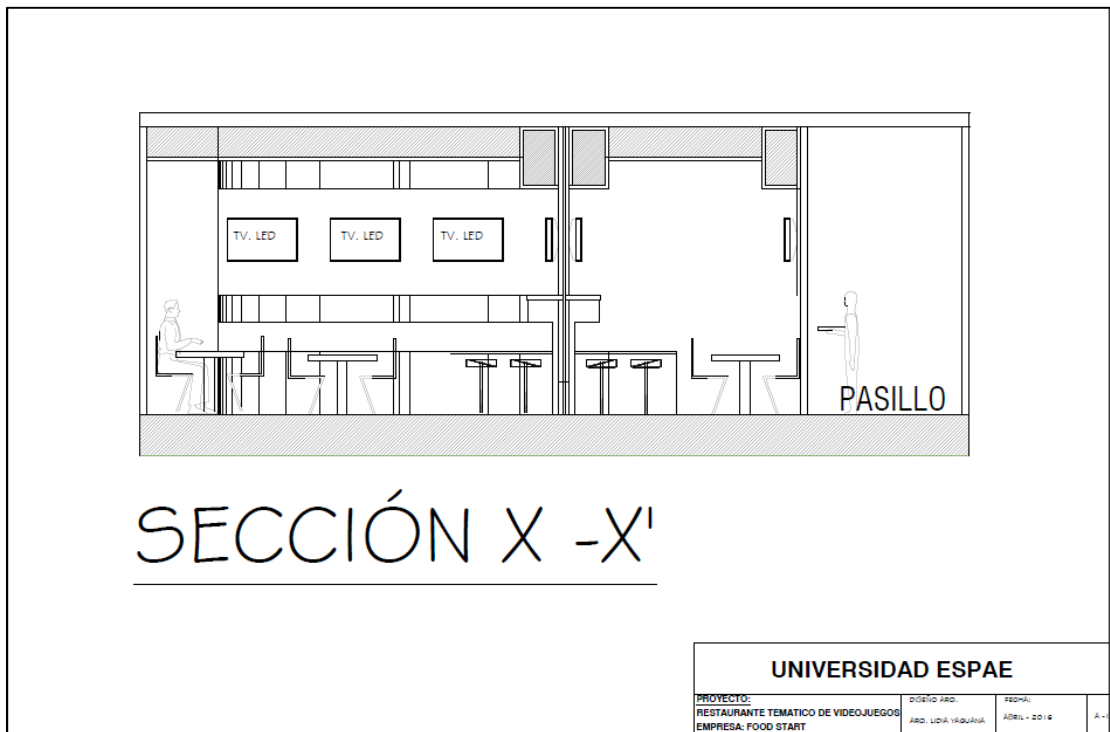 TV. LED
TV. LED
TV. LED
PASILLO
SECCIÓN X -X'
UNIVERSIDAD ESPAE
PROYECTO:
RESTAURANTE TEMATICO DE VIDEOJUEGOS
EMPRESA: FOOD START
DISEÑO ARQ.
ARQ. LIDIA YAGUANA
FECHA:
ABRIL - 2016